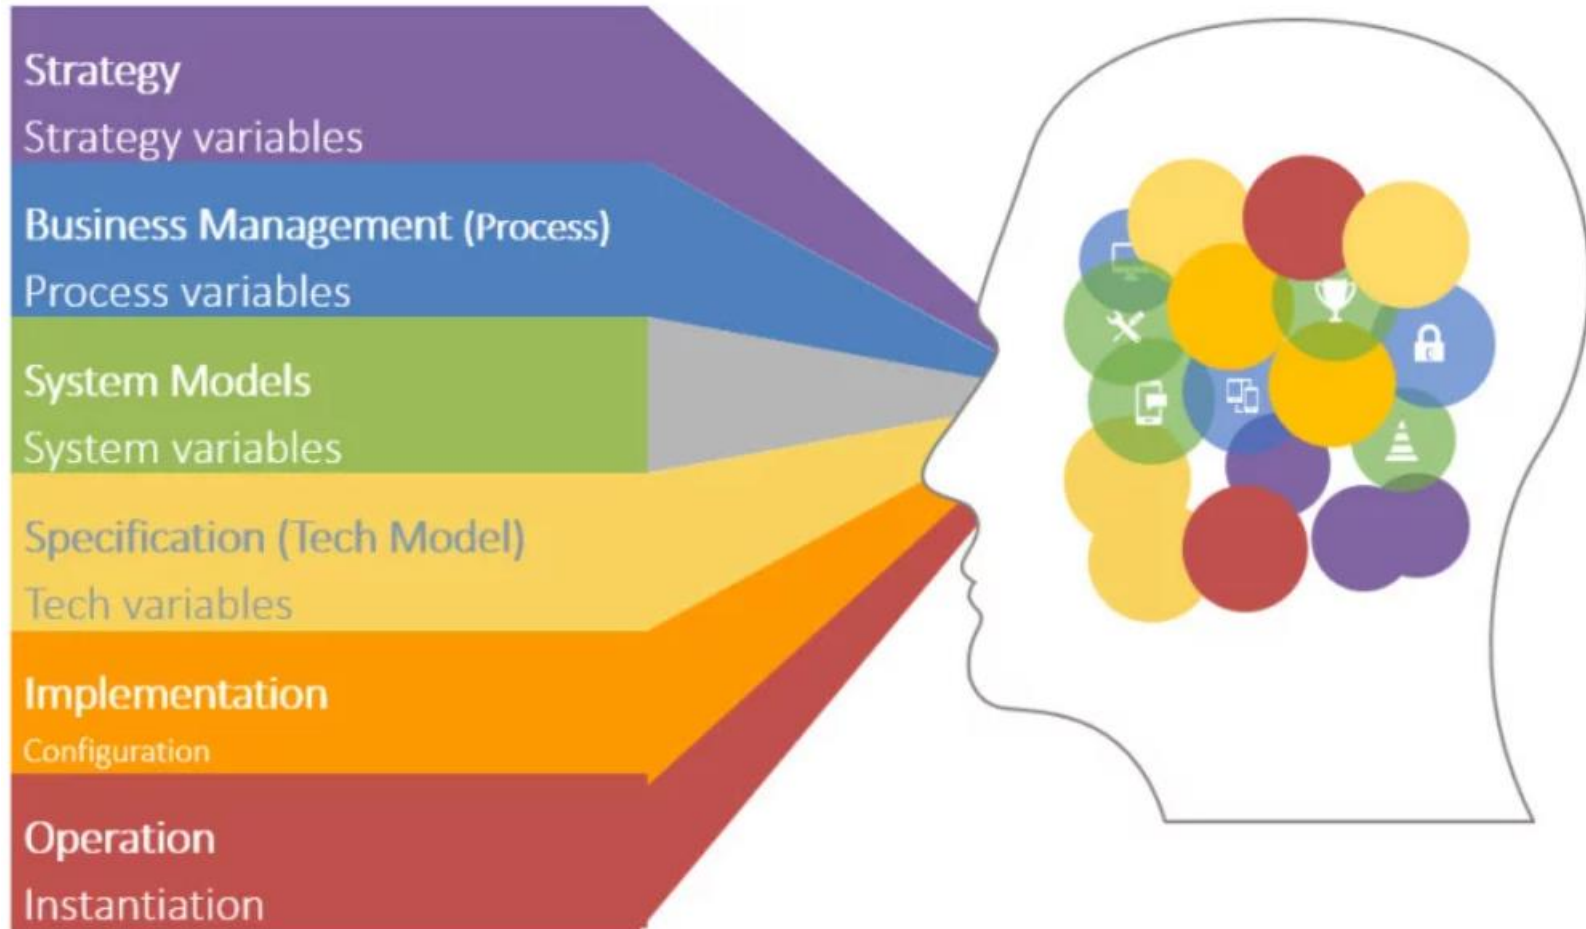 Strategy
Strategy variables
Business Management (Process)
Process variables
System Models
System variables
Specification (Tech Model)
Tech variables
Implementation
Configuration
Operation
Instantiation